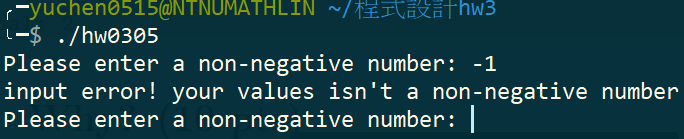 ╭─yuchen0515@NTNUMATHLIN ~/程式設計hw3
╰─$ ./hw0305
Please enter a non-negative number: -1
input error! your values isn't a non-negative number
Please enter a non-negative number: